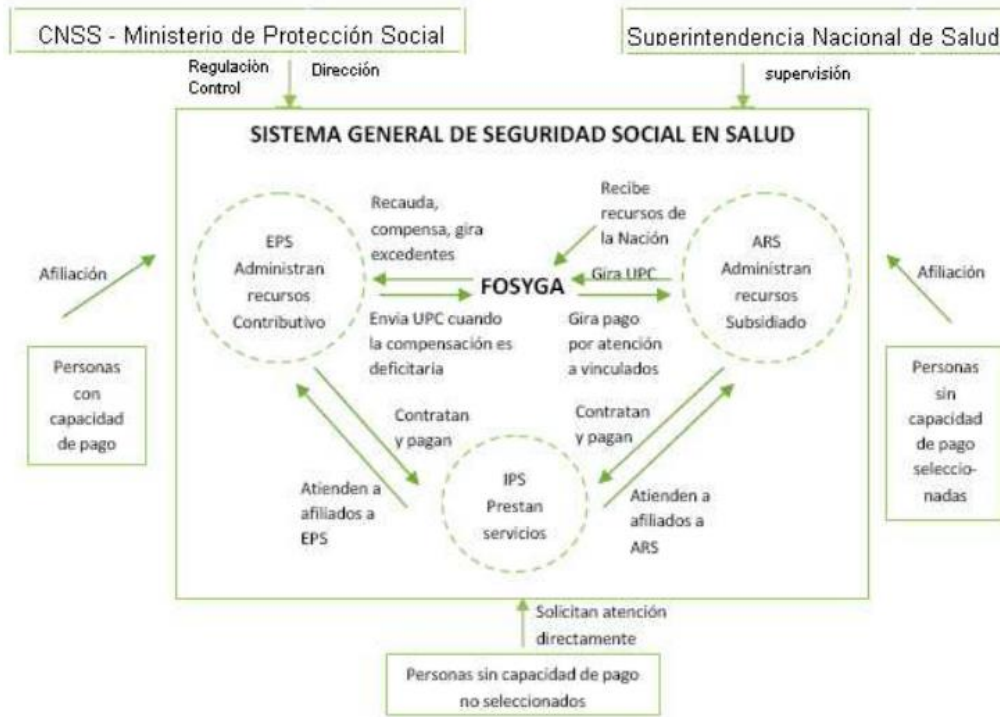 CNSS - Ministerio de Protección Social
Superintendencia Nacional de Salud
Regulación
Control
Dirección
supervisión
SISTEMA GENERAL DE SEGURIDAD SOCIAL EN SALUD
Recauda,
compensa, gira
excedentes
Recibe
recursos de
la Nación
EPS
Administran
recursos
Contributivo
ARS
Administran
recursos
Subsidiado
Afiliación
Afiliación
FOSYGA
Gira UPC
Envia UPC cuando
la compensación es
deficitaria
Gira pago
por atención
a vinculados
Personas
con
capacidad
de pago
Personas
sin
capacidad
de pago
seleccio-
nadas
Contratan
y pagan
Contratan
y pagan
IPS
Prestan
servicios
Atienden a
afiliados a
EPS
Atienden a
afiliados a
ARS
Solicitan atención
directamente
Personas sin capacidad de pago
no seleccionados